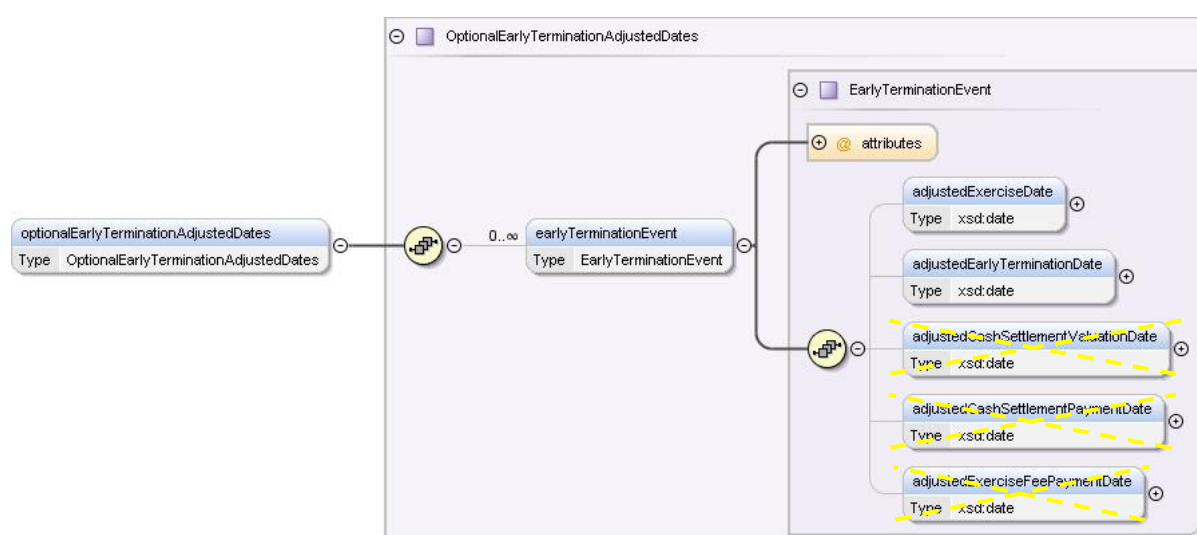 OptionalEarlyTerminationAdjustedDates
EarlyTerminationEvent
@ attributes
adjustedExerciseDate
Type xsd:date
optionalEarlyTerminationAdjustedDates
Type OptionalEarlyTerminationAdjustedDates
0..∞
earlyTerminationEvent
Type EarlyTerminationEvent
adjustedEarlyTerminationDate
Type xsd:date
adjustedCashSettlementValuationDate
Type xsd:date
adjustedCashSettlementPaymentDate
Type xsd:date
adjustedExerciseFeePaymentDate
Type xsd:date